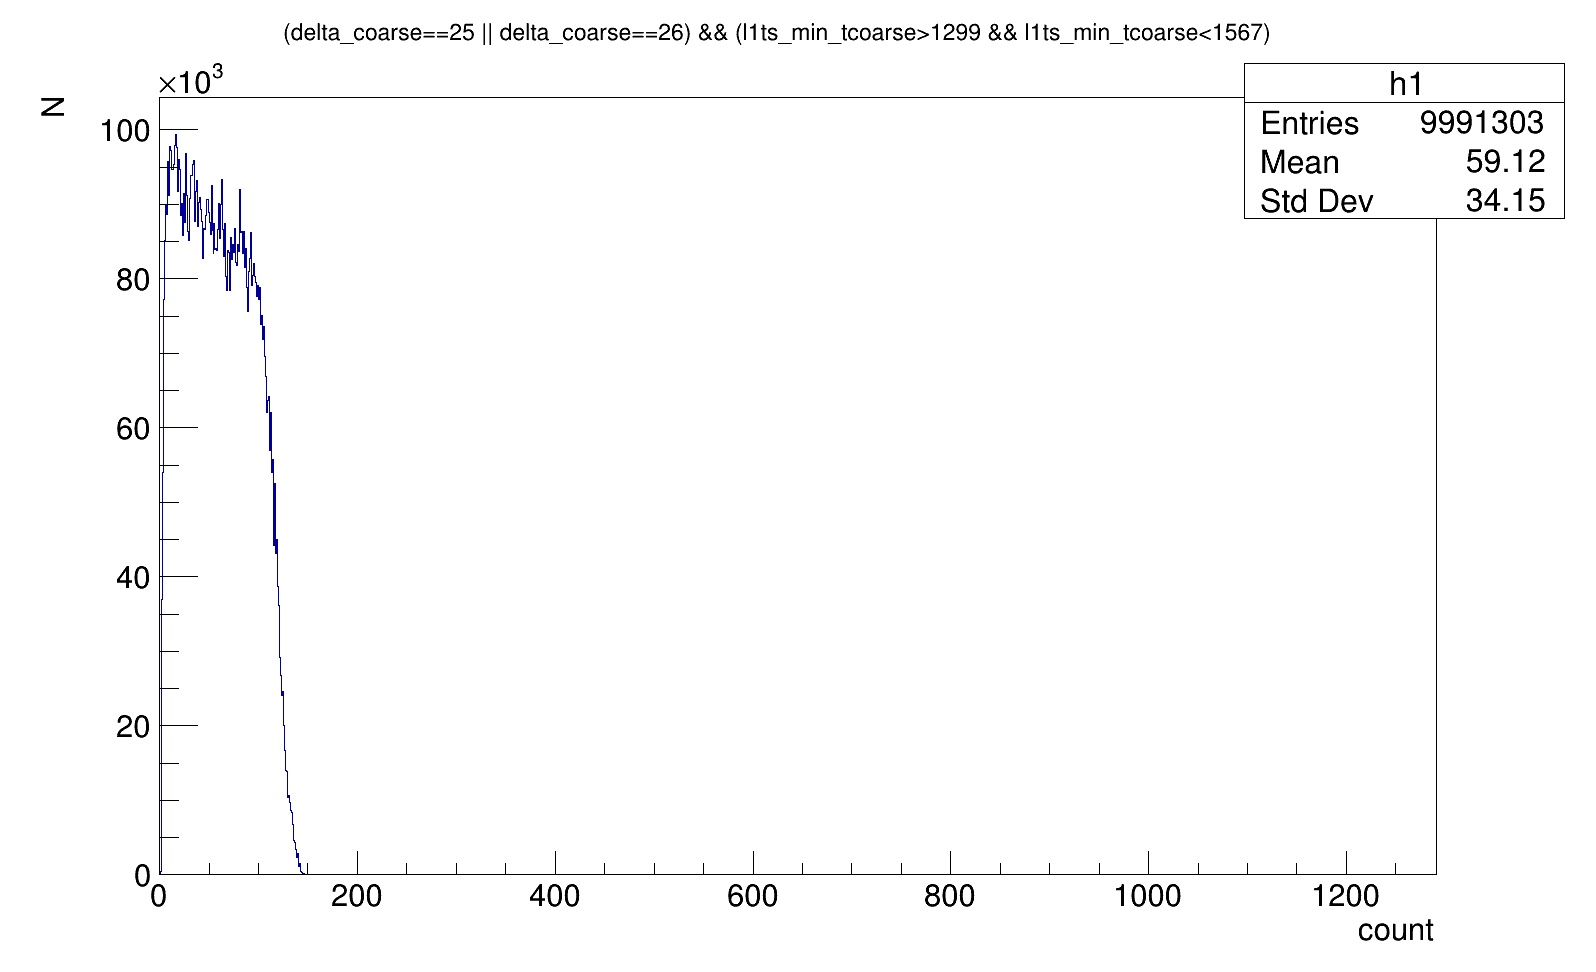 (delta_coarse==25 || delta_coarse==26) && (l1ts_min_tcoarse>1299 && l1ts_min_tcoarse<1567)
×10³
N
h1
Entries 9991303
Mean 59.12
Std Dev 34.15
100
80
60
40
20
0
0 200 400 600 800 1000 1200
count